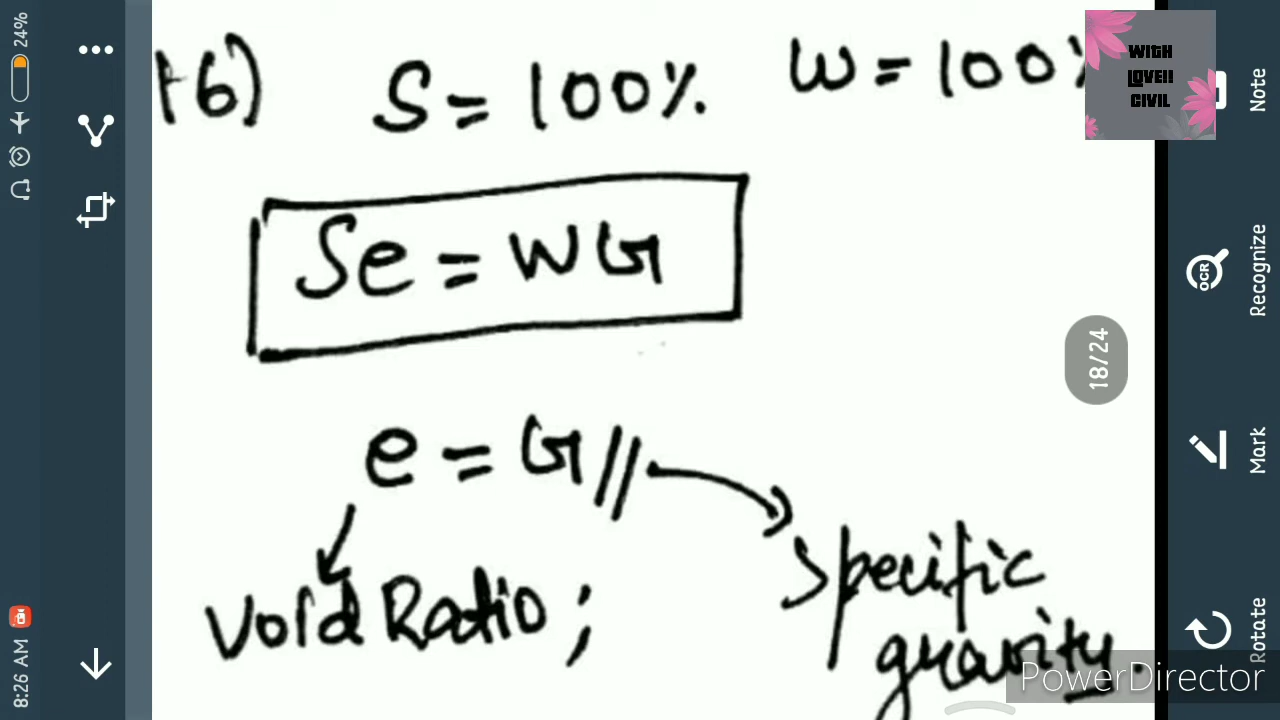 +6) S = 100% W = 100%
WITH
LOVE!!
CIVIL
Se = WG
e = G//
Void Ratio ; specific
gravity.
18/24
24%
8:26 AM
Note
OCR
Recognize
Mark
Rotate
PowerDirector